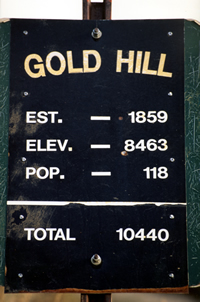 GOLD HILL
EST. — 1859
ELEV. — 8463
POP. — 118
TOTAL 10440